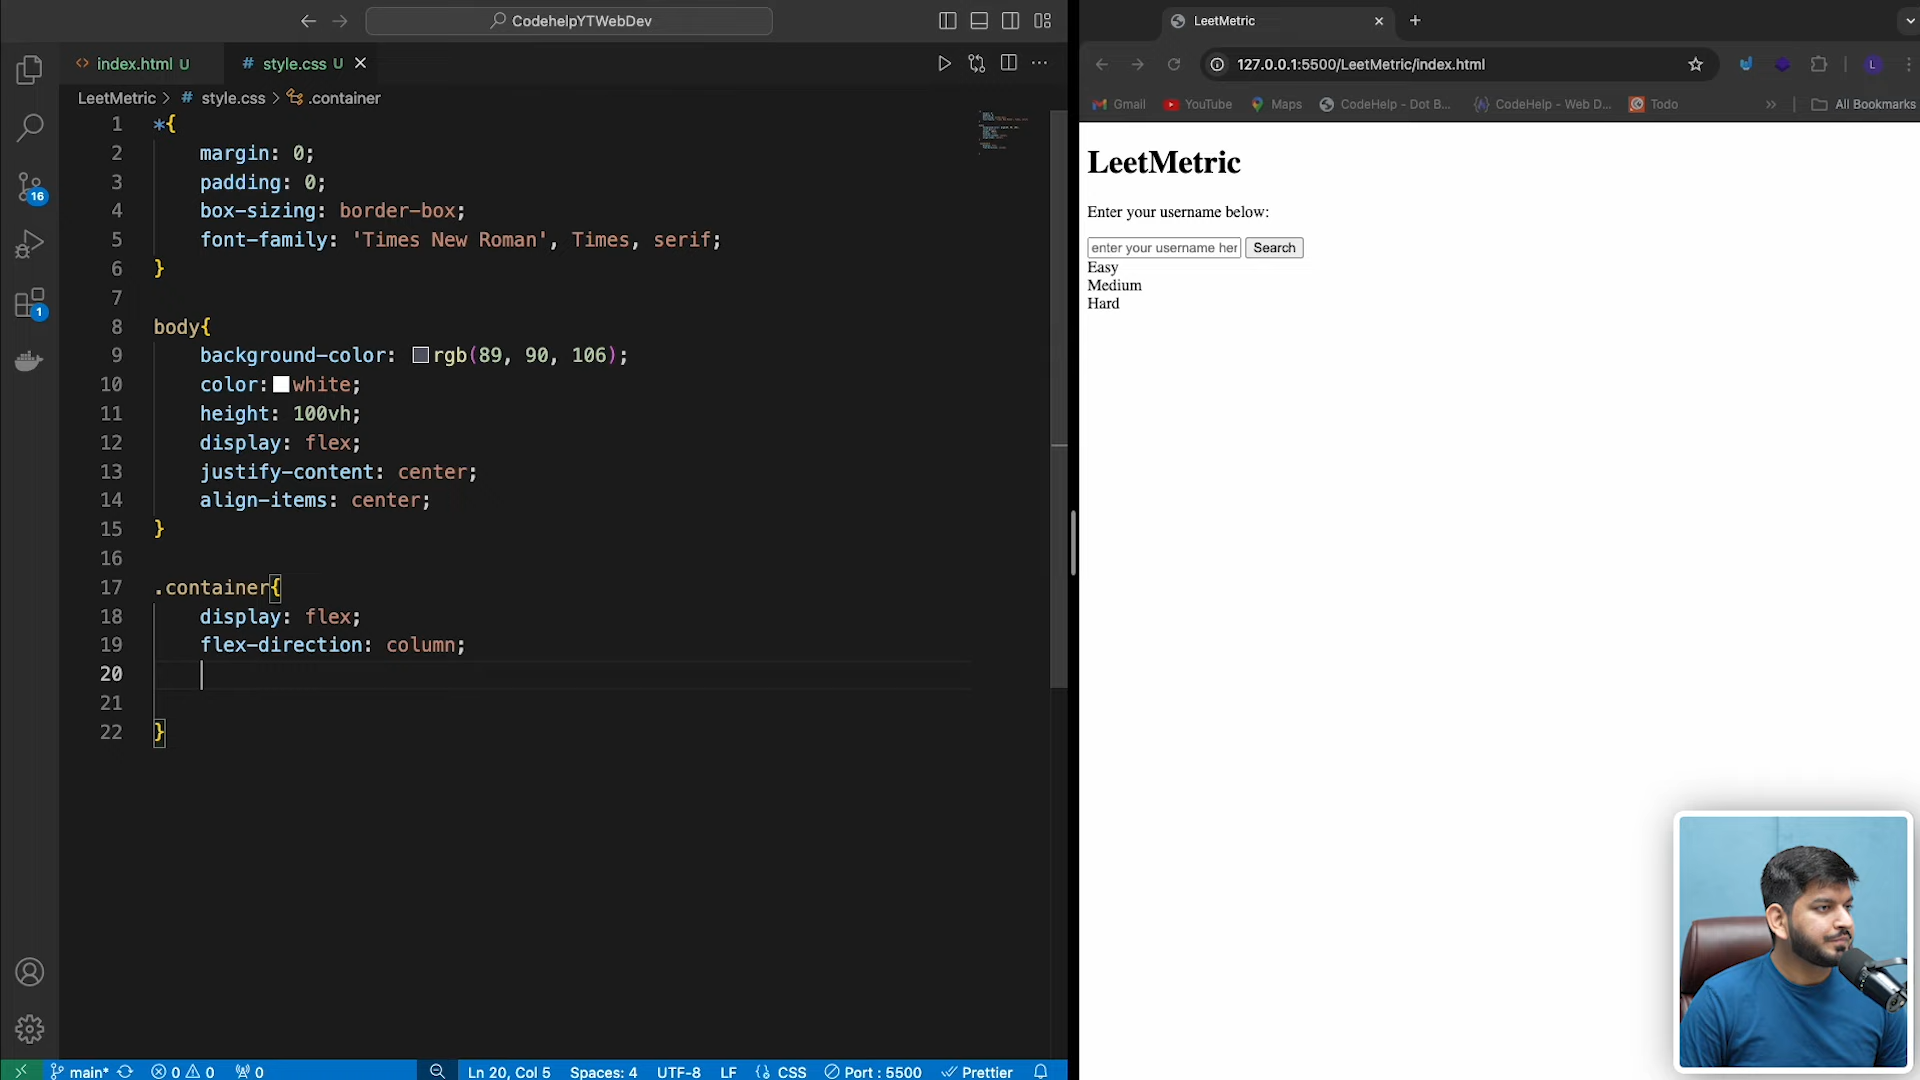 CodehelpYTWebDev
index.html U
# style.css U
LeetMetric > # style.css > .container
1 *{
2 margin: 0;
3 padding: 0;
4 box-sizing: border-box;
5 font-family: 'Times New Roman', Times, serif;
6 }
7
8 body{
9 background-color: rgb(89, 90, 106);
10 color: white;
11 height: 100vh;
12 display: flex;
13 justify-content: center;
14 align-items: center;
15 }
16
17 .container{
18 display: flex;
19 flex-direction: column;
20
21
22 }
16
1
main* 0 0 0 Ln 20, Col 5 Spaces: 4 UTF-8 LF {} CSS Port : 5500 Prettier
LeetMetric
127.0.0.1:5500/LeetMetric/index.html
L
Gmail YouTube Maps CodeHelp - Dot B... CodeHelp - Web D... Todo » All Bookmarks
LeetMetric
Enter your username below:
enter your username her Search
Easy
Medium
Hard